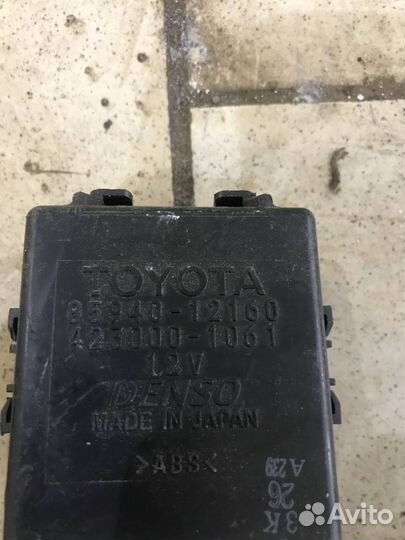 TOYOTA
85940-12160
423000-1061
12V
DENSO
MADE IN JAPAN
>ABS<
A 239
26
3K
Avito